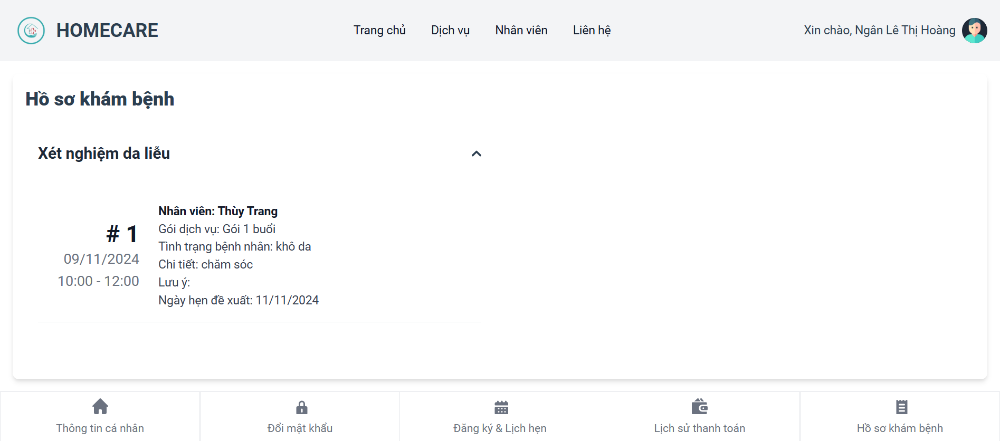 HOMECARE
Trang chủ
Dịch vụ
Nhân viên
Liên hệ
Xin chào, Ngân Lê Thị Hoàng
Hồ sơ khám bệnh
Xét nghiệm da liễu
# 1
09/11/2024
10:00 - 12:00
Nhân viên: Thùy Trang
Gói dịch vụ: Gói 1 buổi
Tình trạng bệnh nhân: khô da
Chi tiết: chăm sóc
Lưu ý:
Ngày hẹn đề xuất: 11/11/2024
Thông tin cá nhân
Đổi mật khẩu
Đăng ký & Lịch hẹn
Lịch sử thanh toán
Hồ sơ khám bệnh